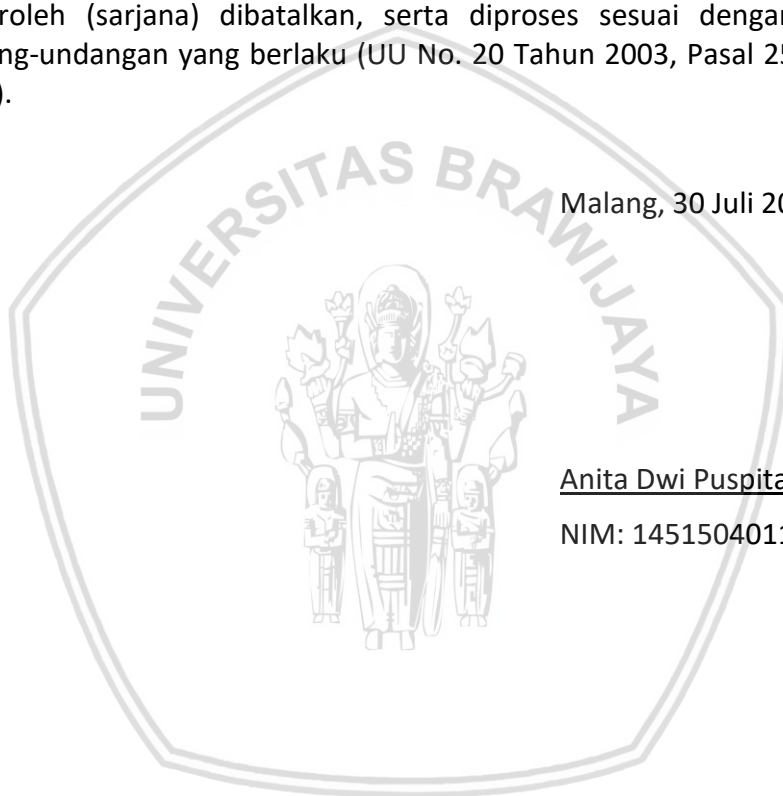 roleh (sarjana) dibatalkan, serta diproses sesuai dengan
ng-undangan yang berlaku (UU No. 20 Tahun 2003, Pasal 25
).
UNIVERSITAS BRAWIJAYA
Malang, 30 Juli 20
Anita Dwi Puspita
NIM: 145150401